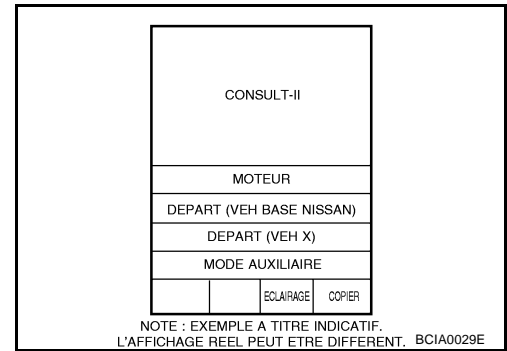 CONSULT-II
MOTEUR
DEPART (VEH BASE NISSAN)
DEPART (VEH X)
MODE AUXILIAIRE
ECLAIRAGE COPIER
NOTE : EXEMPLE A TITRE INDICATIF.
L'AFFICHAGE REEL PEUT ETRE DIFFERENT. BCIA0029E